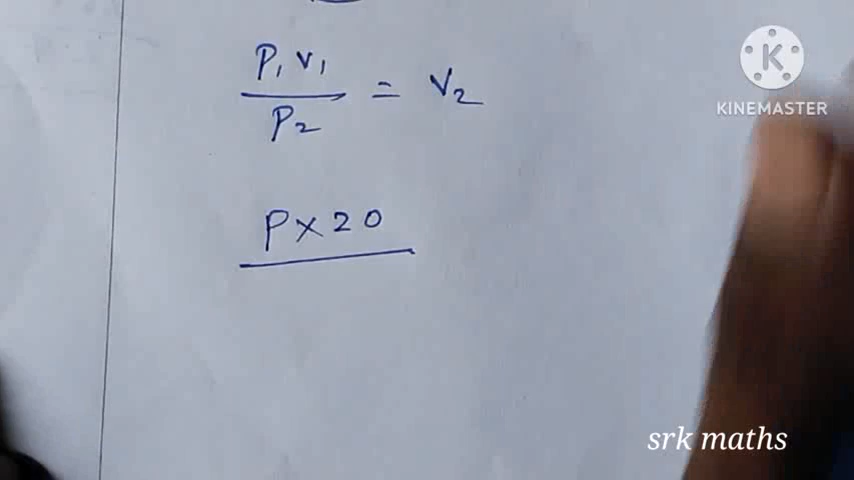 P₁ V₁
—— = V₂
P₂
P × 20
K
KINEMASTER
srk maths